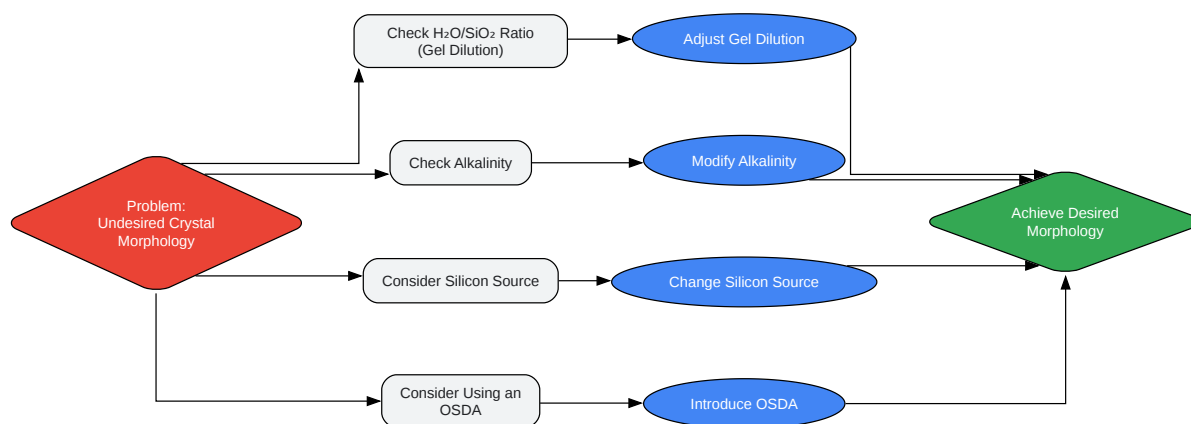 Check H₂O/SiO₂ Ratio
(Gel Dilution)
Adjust Gel Dilution
Check Alkalinity
Modify Alkalinity
Problem:
Undesired Crystal
Morphology
Achieve Desired
Morphology
Consider Silicon Source
Change Silicon Source
Consider Using an
OSDA
Introduce OSDA